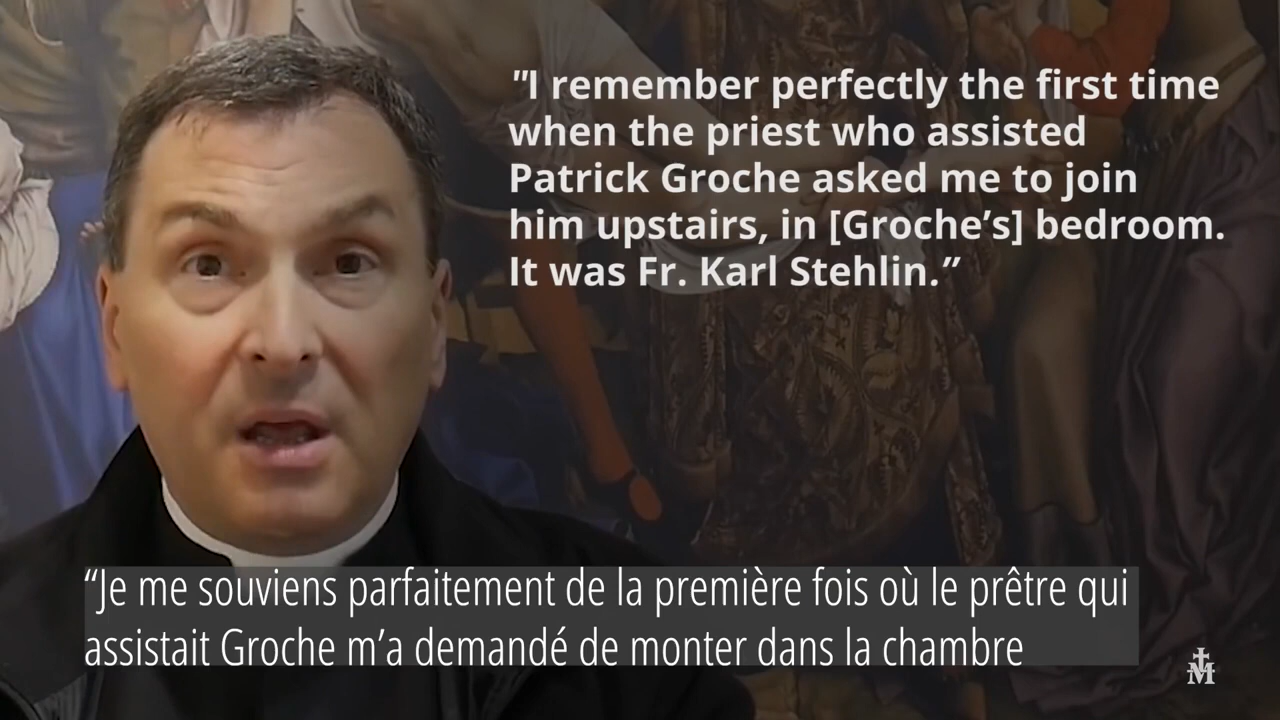 "I remember perfectly the first time
when the priest who assisted
Patrick Groche asked me to join
him upstairs, in [Groche’s] bedroom.
It was Fr. Karl Stehlin.”
“Je me souviens parfaitement de la première fois où le prêtre qui
assistait Groche m’a demandé de monter dans la chambre